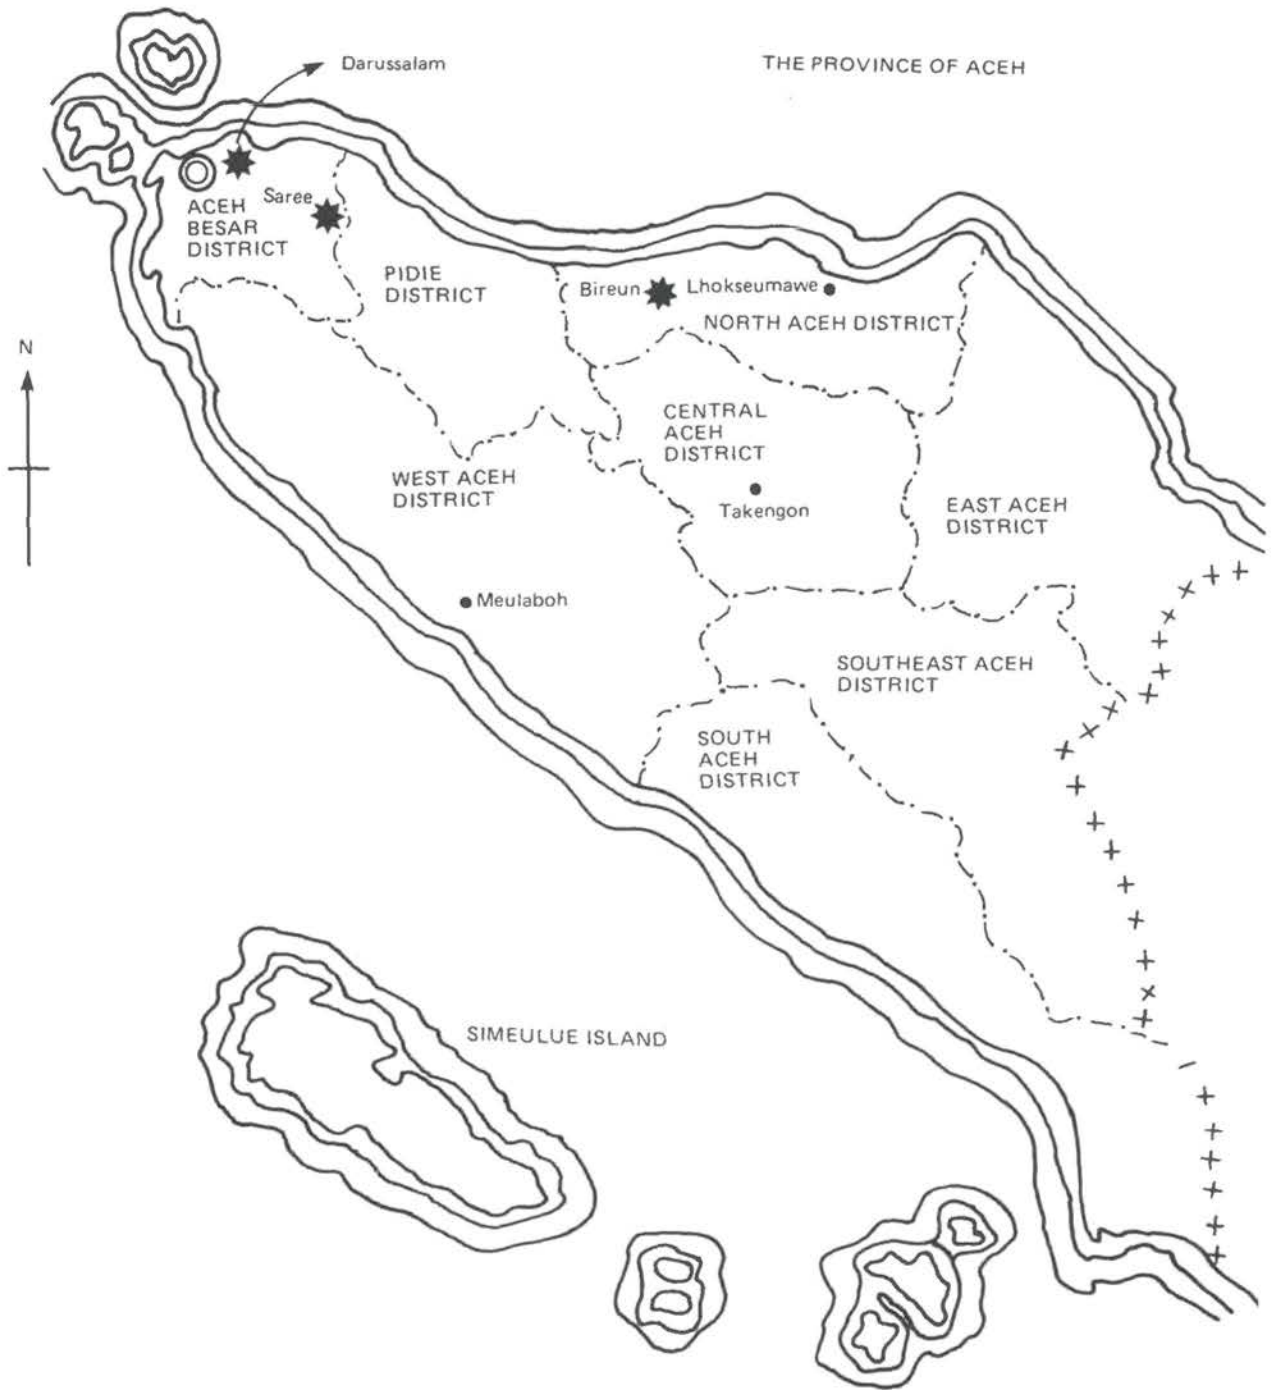 Darussalam
THE PROVINCE OF ACEH
Saree
ACEH
BESAR
DISTRICT
PIDIE
DISTRICT
Bireun
Lhokseumawe
NORTH ACEH DISTRICT
N
CENTRAL
ACEH
DISTRICT
WEST ACEH
DISTRICT
Takengon
EAST ACEH
DISTRICT
Meulaboh
SOUTHEAST ACEH
DISTRICT
SOUTH
ACEH
DISTRICT
SIMEULUE ISLAND